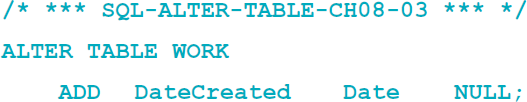 /* *** SQL-ALTER-TABLE-CH08-03 *** */
ALTER TABLE WORK
ADD DateCreated Date NULL;